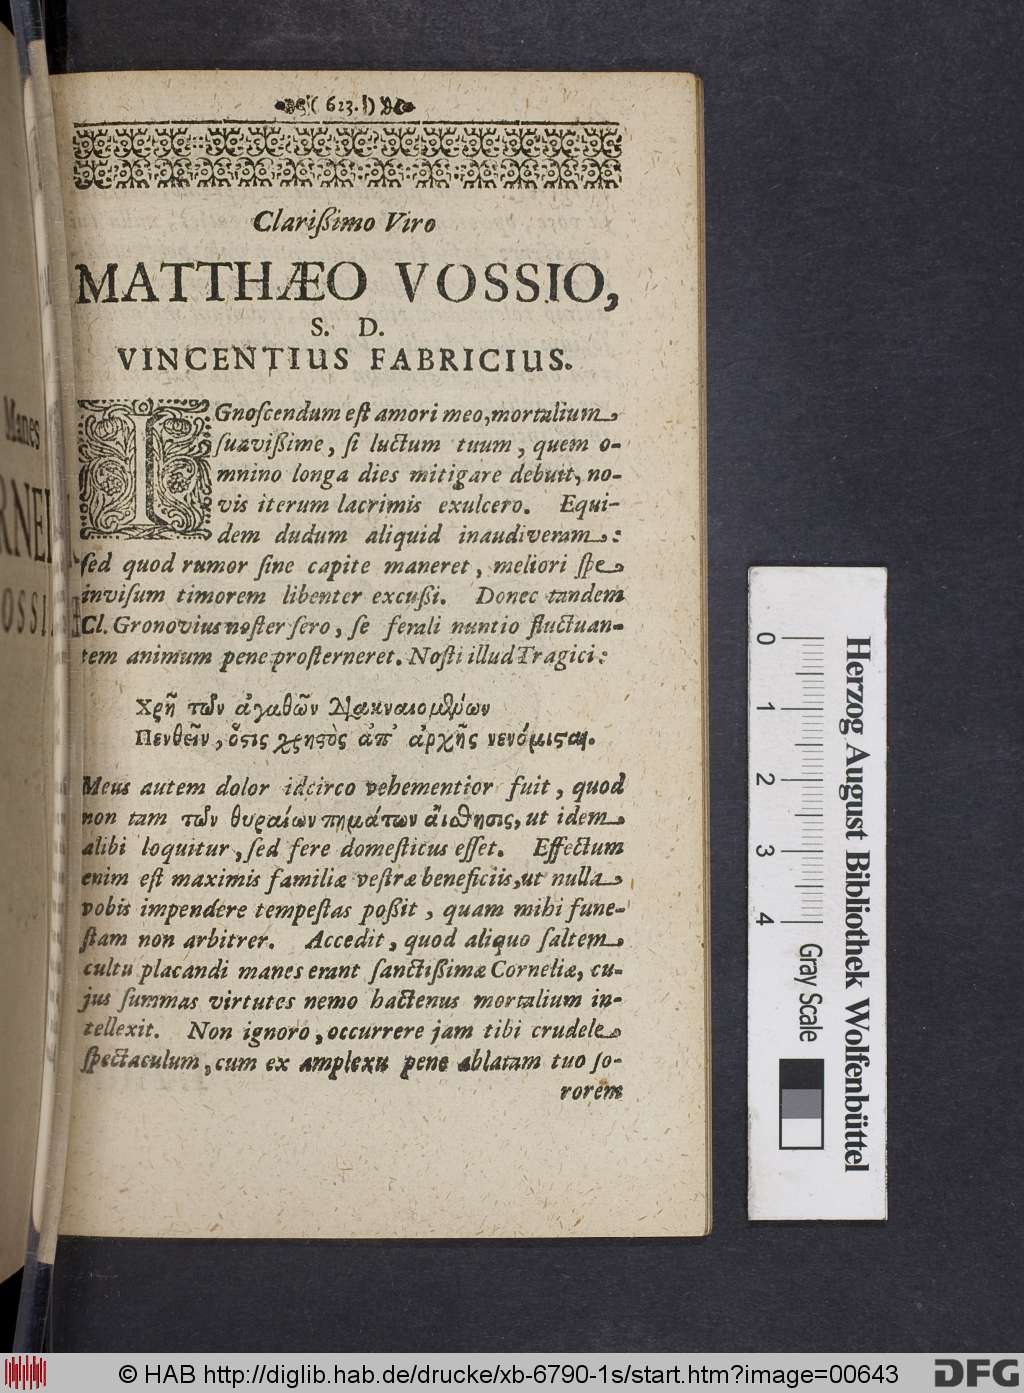 ( 623. )
Clarißimo Viro
MATTHÆO VOSSIO,
S. D.
VINCENTIUS FABRICIUS.
IGnoſcendum eſt amori meo, mortalium
ſuavißime, ſi luctum tuum, quem o-
mnino longa dies mitigare debuit, no-
vis iterum lacrimis exulcero. Equi-
dem dudum aliquid inaudiveram:
ſed quod rumor ſine capite maneret, meliori ſpe
inviſum timorem libenter excußi. Donec tandem
Cl. Gronovius noſter ſero, ſe ferali nuntio fluctuan-
tem animum pene proſterneret. Noſti illud Tragici:
Χρῆ τῶν ἀγαθῶν διακναιομένων
Πενθεῖν, ὅστις χρηστὸς ἀπ' ἀρχῆς νενόμισται.
Meus autem dolor idcirco vehementior fuit, quod
non tam τῶν θυραίων πημάτων αἴσθησις, ut idem
alibi loquitur, ſed fere domeſticus eſſet. Effectum
enim eſt maximis familiæ veſtræ beneficiis, ut nulla
vobis impendere tempeſtas poßit, quam mihi fune-
ſtam non arbitrer. Accedit, quod aliquo ſaltem
cultu placandi manes erant ſanctißimæ Corneliæ, cu-
jus ſummas virtutes nemo hactenus mortalium in-
tellexit. Non ignoro, occurrere jam tibi crudele
ſpectaculum, cum ex amplexu pene ablatam tuo ſo-
rorem
Manes
RNEL
OSSI
0 1 2 3 4
Gray Scale
Herzog August Bibliothek Wolfenbüttel
© HAB http://diglib.hab.de/drucke/xb-6790-1s/start.htm?image=00643
DFG